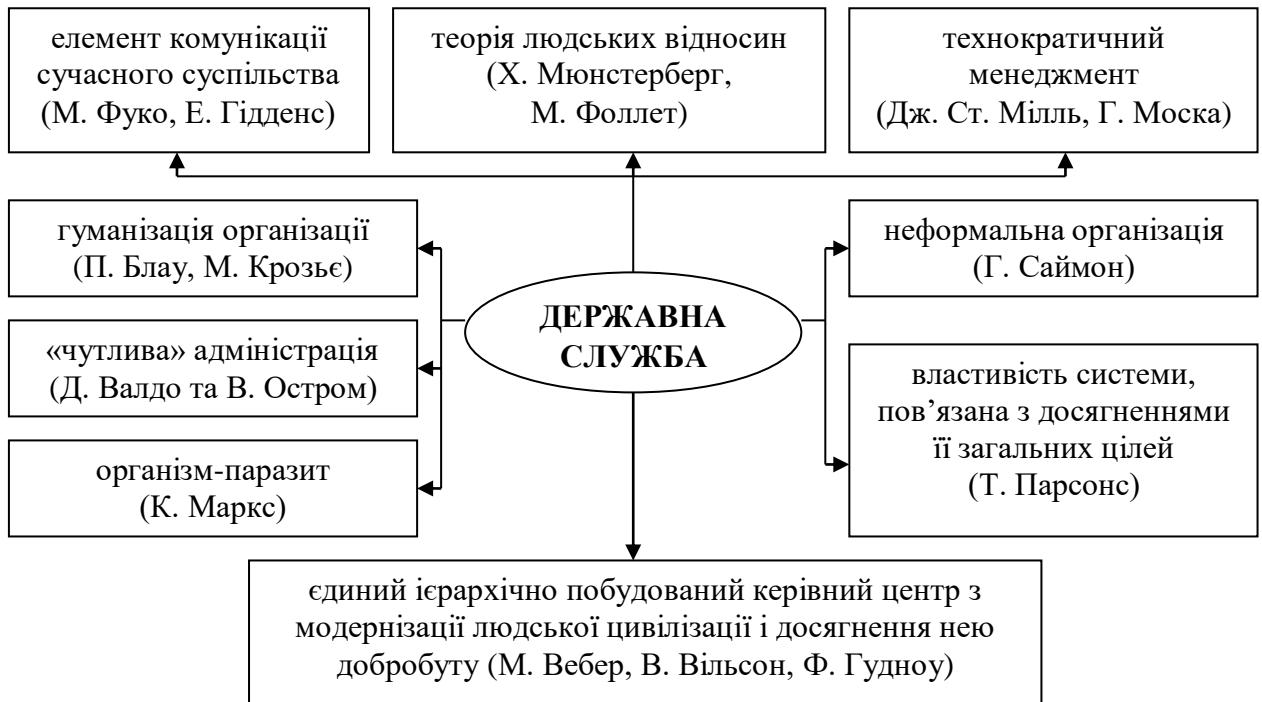 елемент комунікації
сучасного суспільства
(М. Фуко, Е. Гідденс)
теорія людських відносин
(Х. Мюнстерберг,
М. Фоллет)
технократичний
менеджмент
(Дж. Ст. Мілль, Г. Моска)
гуманізація організації
(П. Блау, М. Крозьє)
неформальна організація
(Г. Саймон)
ДЕРЖАВНА
СЛУЖБА
«чутлива» адміністрація
(Д. Валдо та В. Остром)
властивість системи,
пов’язана з досягненнями
її загальних цілей
(Т. Парсонс)
організм-паразит
(К. Маркс)
єдиний ієрархічно побудований керівний центр з
модернізації людської цивілізації і досягнення нею
добробуту (М. Вебер, В. Вільсон, Ф. Гудноу)